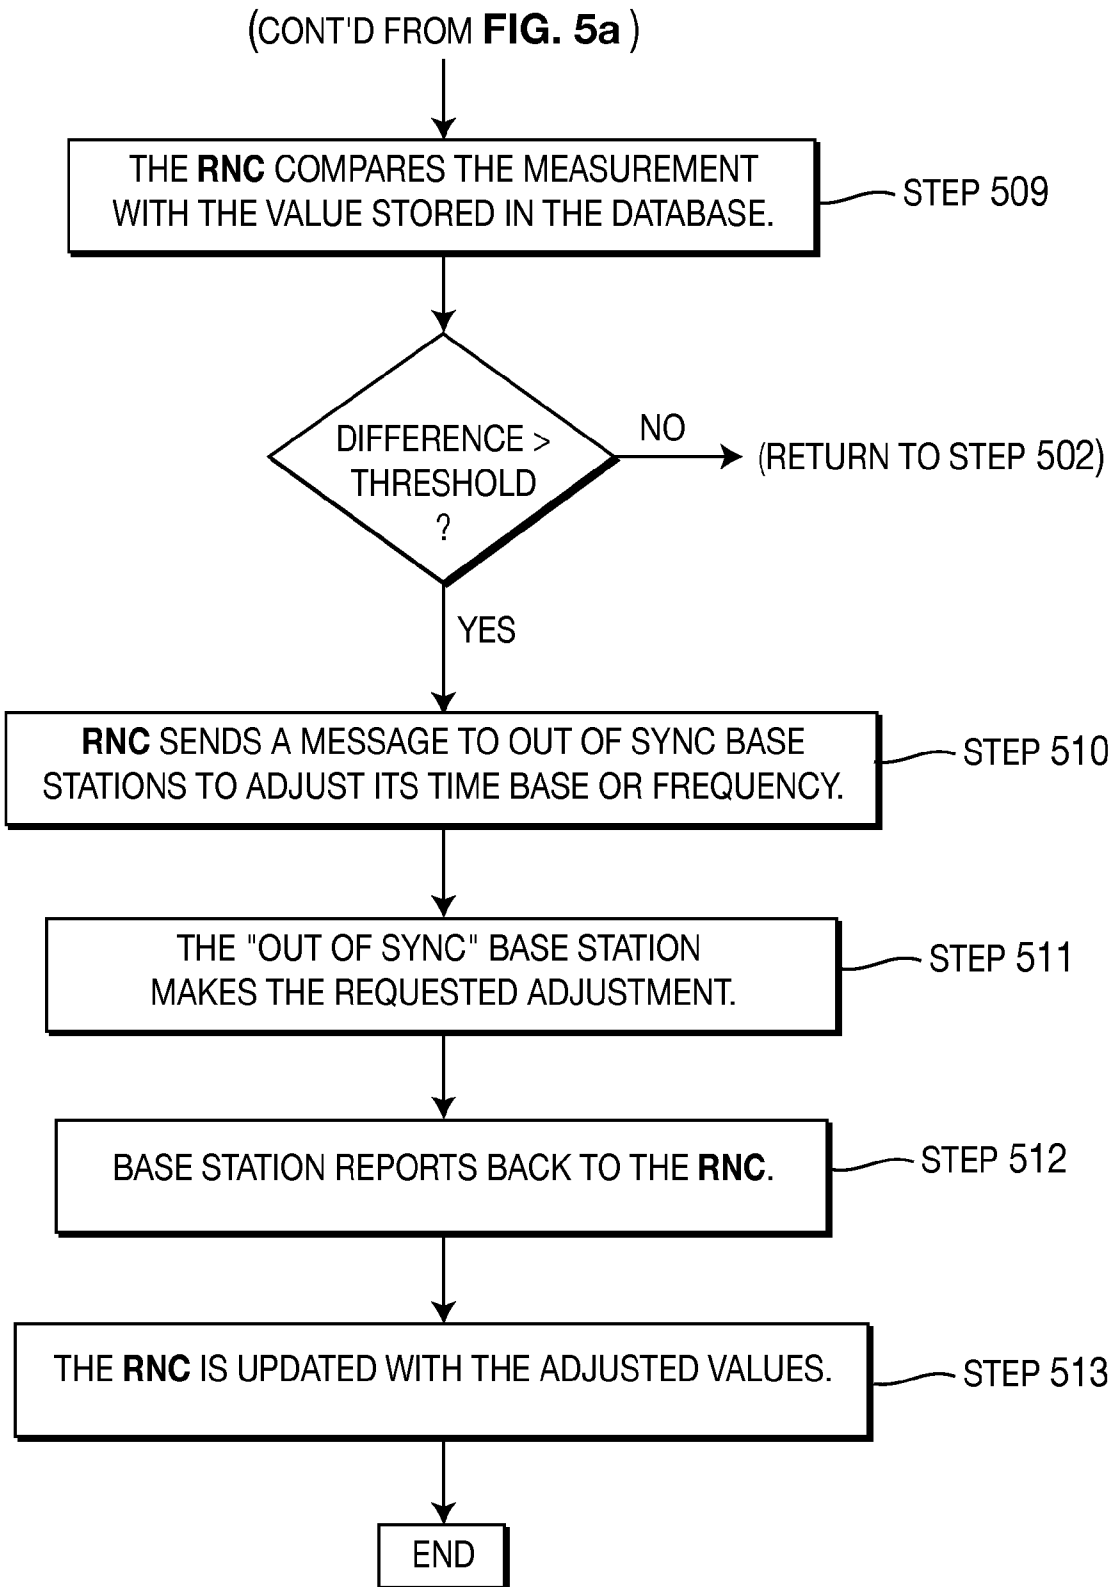 (CONT'D FROM FIG. 5a )
THE RNC COMPARES THE MEASUREMENT
WITH THE VALUE STORED IN THE DATABASE.
STEP 509
DIFFERENCE >
THRESHOLD
?
NO
(RETURN TO STEP 502)
YES
RNC SENDS A MESSAGE TO OUT OF SYNC BASE
STATIONS TO ADJUST ITS TIME BASE OR FREQUENCY.
STEP 510
THE "OUT OF SYNC" BASE STATION
MAKES THE REQUESTED ADJUSTMENT.
STEP 511
BASE STATION REPORTS BACK TO THE RNC.
STEP 512
THE RNC IS UPDATED WITH THE ADJUSTED VALUES.
STEP 513
END